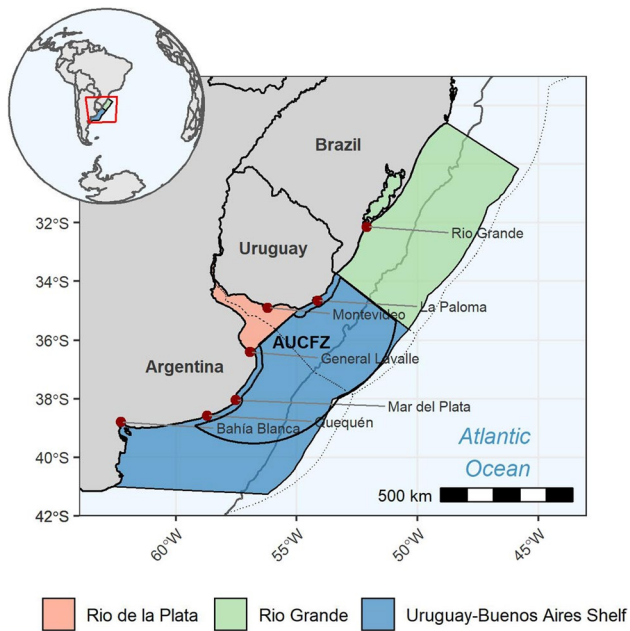 Brazil
32°S
Rio Grande
Uruguay
34°S
La Paloma
Montevideo
36°S
AUCFZ
General Lavalle
Argentina
38°S
Mar del Plata
Quequén
Bahía Blanca
40°S
Atlantic
Ocean
500 km
42°S
60°W
55°W
50°W
45°W
Rio de la Plata
Rio Grande
Uruguay-Buenos Aires Shelf